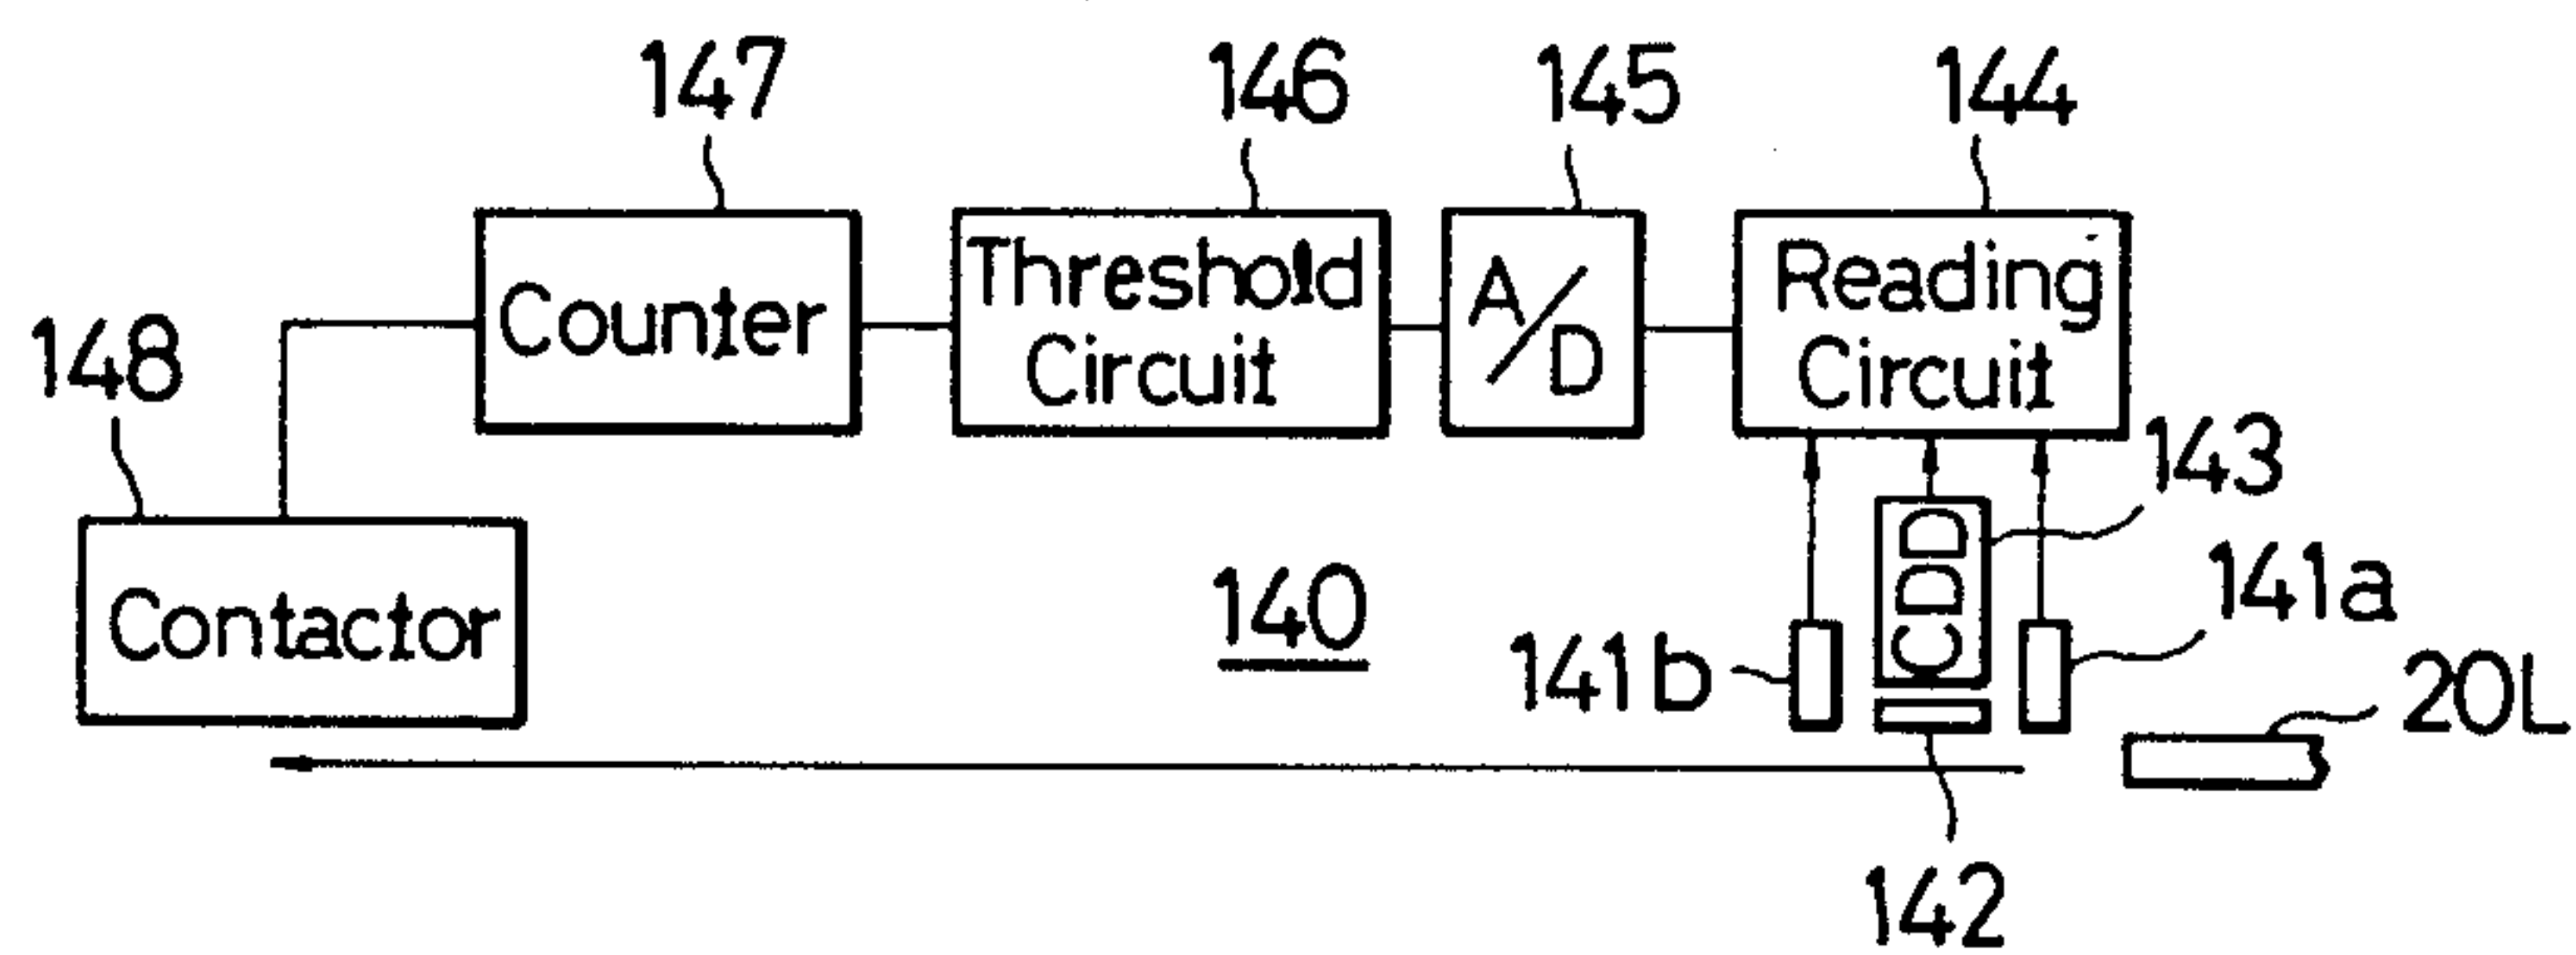 147
146
145
144
148
Counter
Threshold
Circuit
A/D
Reading
Circuit
143
Contactor
140
141b
CDD
141a
20L
142